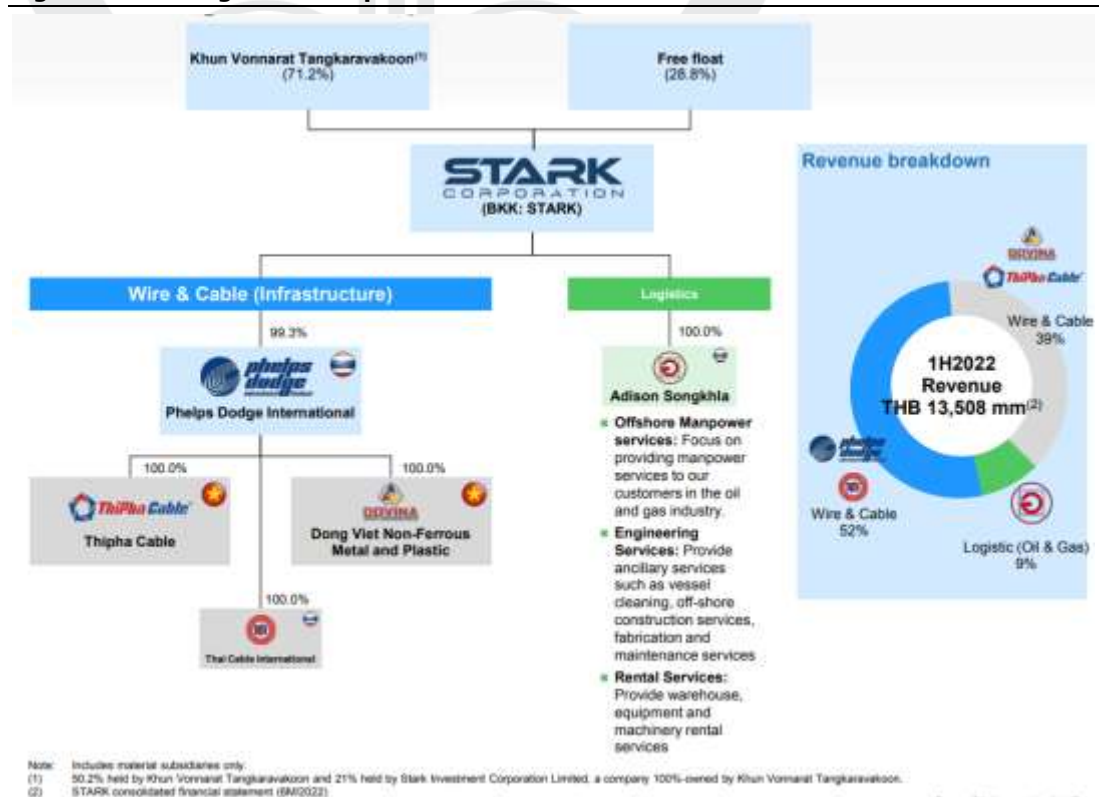 Khun Vonnarat Tangkaravakoon(1)
(71.2%)
Free float
(28.8%)
STARK
CORPORATION
(BKK: STARK)
Revenue breakdown
Wire & Cable (Infrastructure)
Logistics
99.3%
100.0%
phelps
dodge
Phelps Dodge International
Adison Songkhla
Offshore Manpower
services: Focus on
providing manpower
services to our
customers in the oil
and gas industry.
Engineering
Services: Provide
ancillary services
such as vessel
cleaning, off-shore
construction services,
fabrication and
maintenance services
Rental Services:
Provide warehouse,
equipment and
machinery rental
services
100.0%
100.0%
ThiPha Cable
Thipha Cable
DOVINA
Dong Viet Non-Ferrous
Metal and Plastic
100.0%
Thai Cable International
DOVINA
ThiPha Cable
Wire & Cable
39%
1H2022
Revenue
THB 13,508 mm(2)
phelps
dodge
Wire & Cable
52%
Logistic (Oil & Gas)
9%
Note: Includes material subsidiaries only.
(1) 50.2% held by Khun Vonnarat Tangkaravakoon and 21% held by Stark Investment Corporation Limited, a company 100%-owned by Khun Vonnarat Tangkaravakoon.
(2) STARK consolidated financial statement (6M/2022)